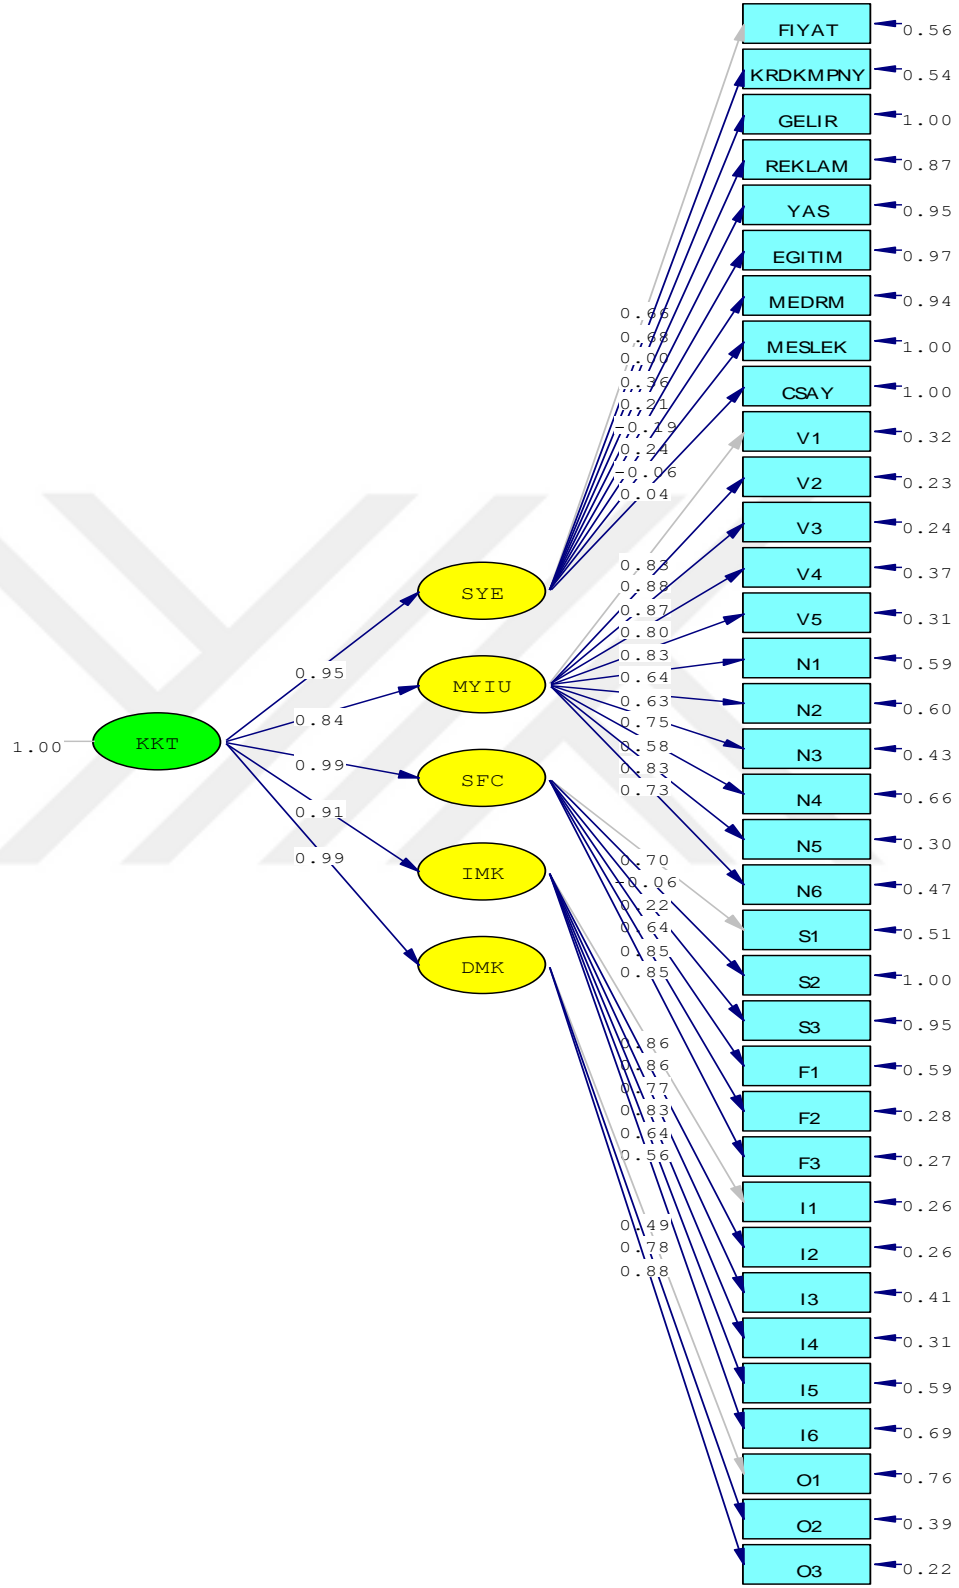 FIYAT 0.56
KRDKMPNY 0.54
GELIR 1.00
REKLAM 0.87
YAS 0.95
EGITIM 0.97
MEDRM 0.94
MESLEK 1.00
CSAY 1.00
V1 0.32
V2 0.23
V3 0.24
V4 0.37
V5 0.31
N1 0.59
N2 0.60
N3 0.43
N4 0.66
N5 0.30
N6 0.47
S1 0.51
S2 1.00
S3 0.95
F1 0.59
F2 0.28
F3 0.27
I1 0.26
I2 0.26
I3 0.41
I4 0.31
I5 0.59
I6 0.69
O1 0.76
O2 0.39
O3 0.22
0.66
0.68
0.00
0.36
0.21
-0.19
0.24
-0.06
0.04
0.83
0.88
0.87
0.80
0.83
0.64
0.63
0.75
0.58
0.83
0.73
0.70
-0.06
0.22
0.64
0.85
0.85
0.86
0.86
0.77
0.83
0.64
0.56
0.49
0.78
0.88
SYE
MYIU
SFC
IMK
DMK
0.95
0.84
0.99
0.91
0.99
1.00 KKT